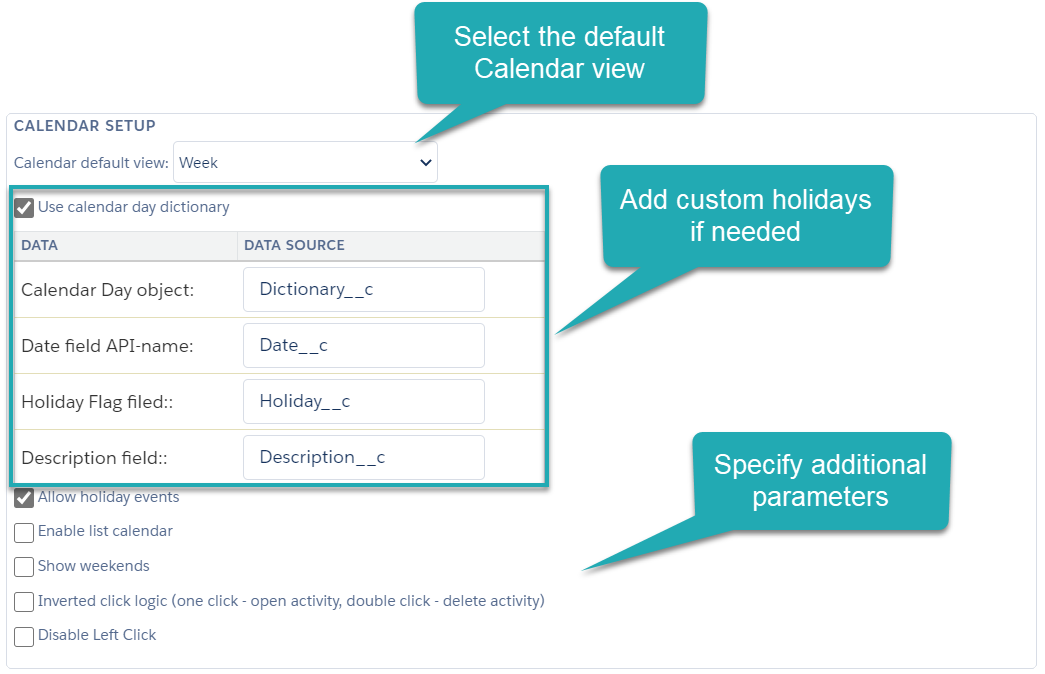 Select the default
Calendar view
CALENDAR SETUP
Calendar default view: Week
Use calendar day dictionary
Add custom holidays
if needed
DATA DATA SOURCE
Calendar Day object: Dictionary__c
Date field API-name: Date__c
Holiday Flag filed:: Holiday__c
Description field:: Description__c
Specify additional
parameters
Allow holiday events
Enable list calendar
Show weekends
Inverted click logic (one click - open activity, double click - delete activity)
Disable Left Click